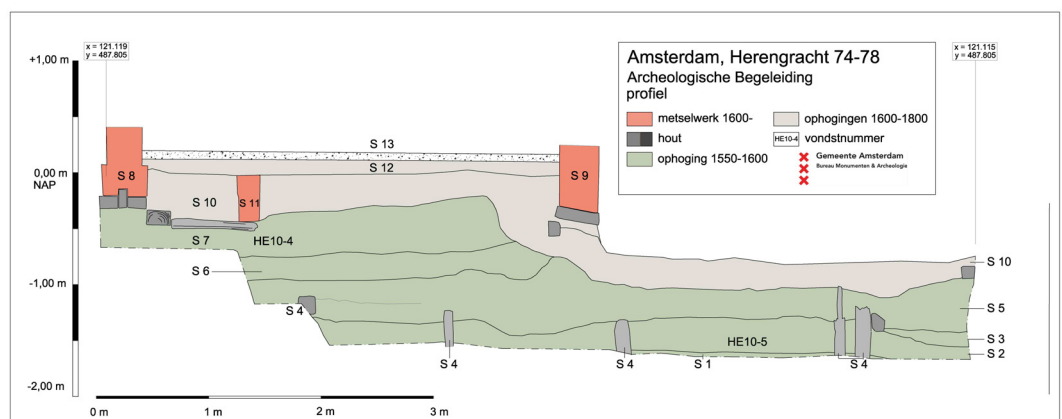 x = 121.119
y = 487.805
x = 121.115
y = 487.805
+1,00 m
0,00 m
NAP
-1,00 m
-2,00 m
Amsterdam, Herengracht 74-78
Archeologische Begeleiding
profiel
metselwerk 1600-
hout
ophoging 1550-1600
ophogingen 1600-1800
HE10-4 vondstnummer
Gemeente Amsterdam
Bureau Monumenten & Archeologie
S 13
S 12
S 8
S 9
S 10
S 11
S 7
HE10-4
S 6
S 4
S 10
S 5
S 3
S 2
HE10-5
S 4
S 4
S 1
S 4
0 m
1 m
2 m
3 m